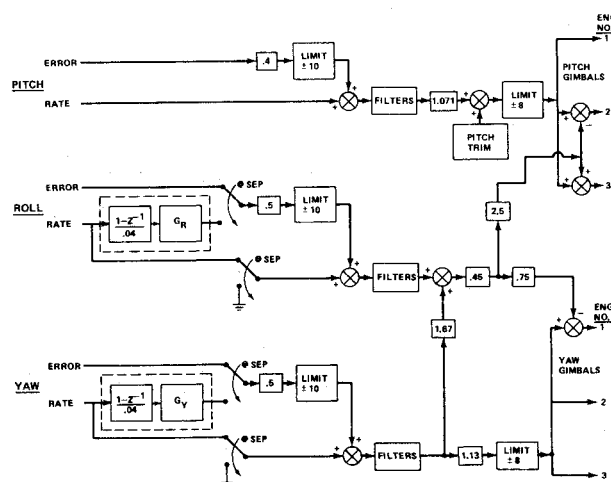 ENG
NO.
1
ERROR
.4
LIMIT
± 10
PITCH
GIMBALS
PITCH
RATE
+
+
FILTERS
1.071
+
+
LIMIT
± 8
+
−
2
PITCH
TRIM
+
+
3
ERROR
@ SEP
ROLL
.5
LIMIT
± 10
2.5
RATE
1−Z⁻¹
.04
G_R
@ SEP
+
+
FILTERS
+
+
.45
.75
ENG
NO.
+
−
1
1.67
YAW
GIMBALS
ERROR
@ SEP
YAW
.5
LIMIT
± 10
RATE
1−Z⁻¹
.04
G_Y
2
@ SEP
+
+
FILTERS
1.13
LIMIT
± 8
3